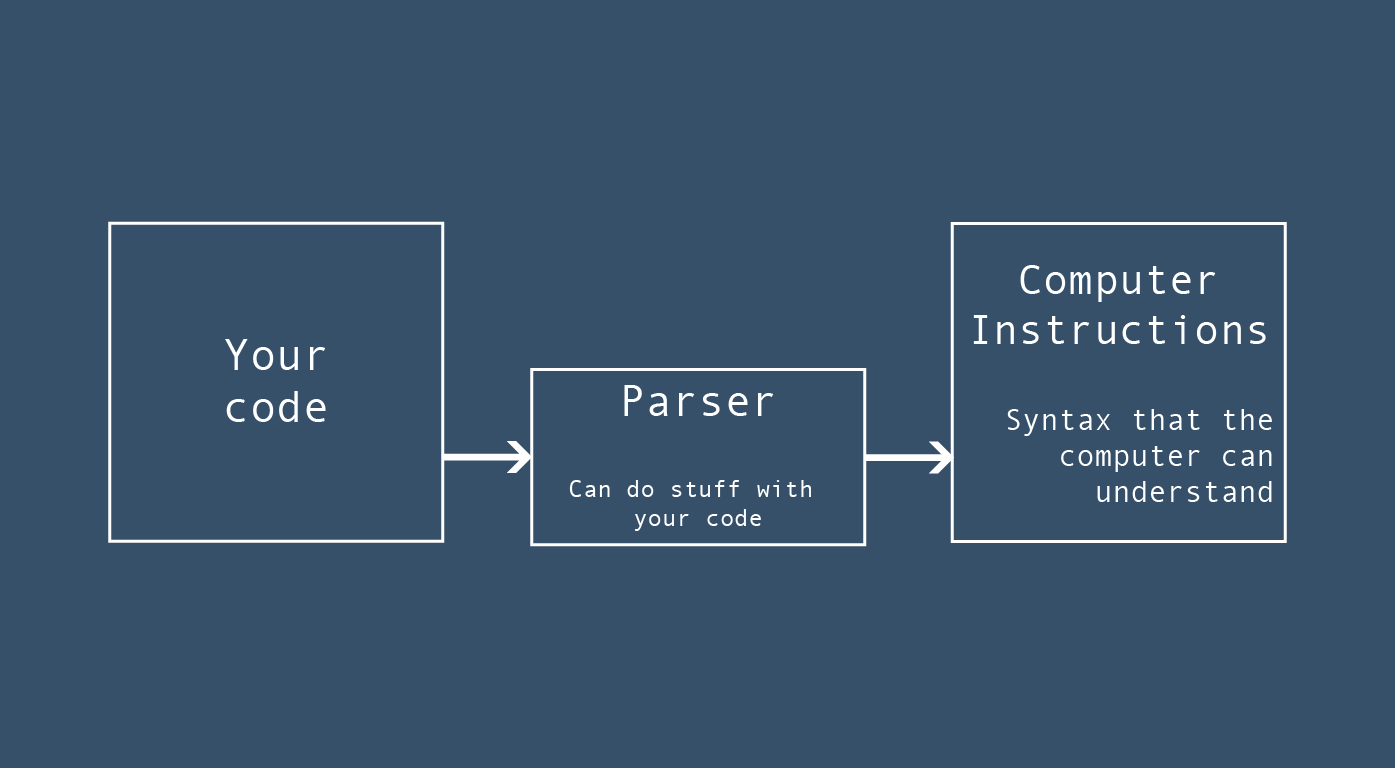 Your
code
Parser
Can do stuff with
your code
Computer
Instructions
Syntax that the
computer can
understand